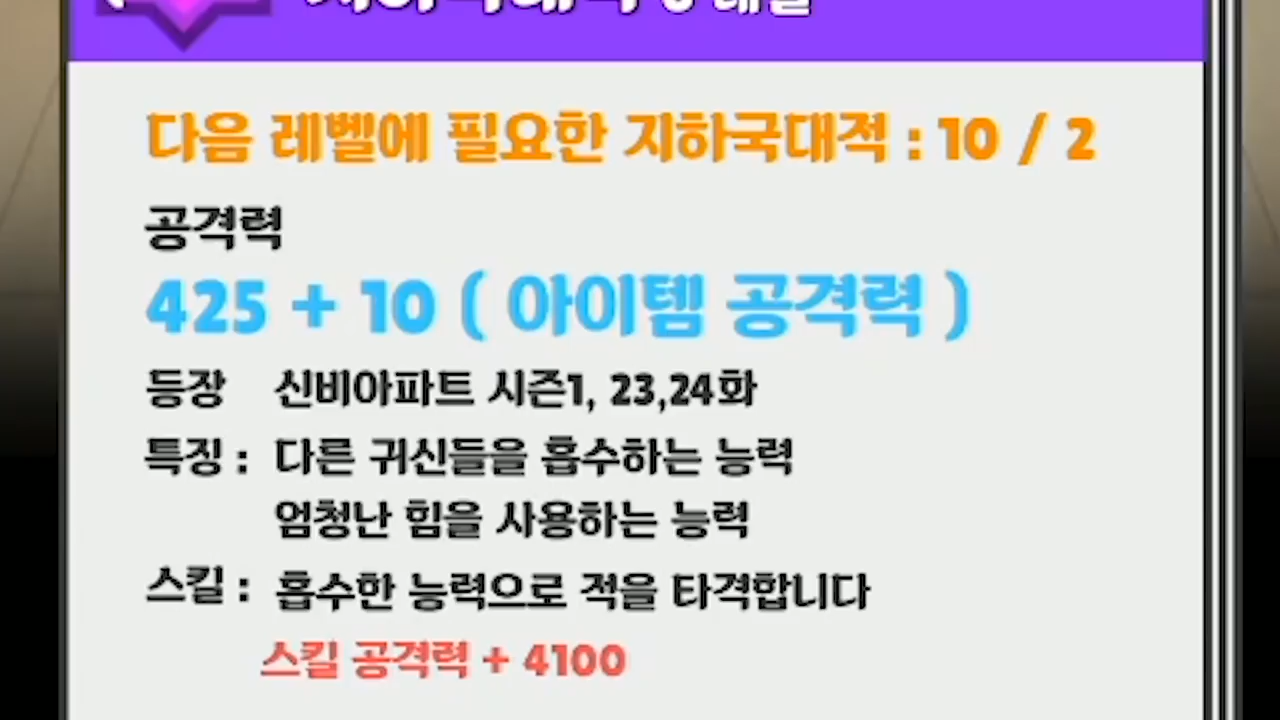 다음 레벨에 필요한 지하국대적 : 10 / 2
공격력
425 + 10 ( 아이템 공격력 )
등장 신비아파트 시즌1, 23,24화
특징 : 다른 귀신들을 흡수하는 능력
엄청난 힘을 사용하는 능력
스킬 : 흡수한 능력으로 적을 타격합니다
스킬 공격력 + 4100